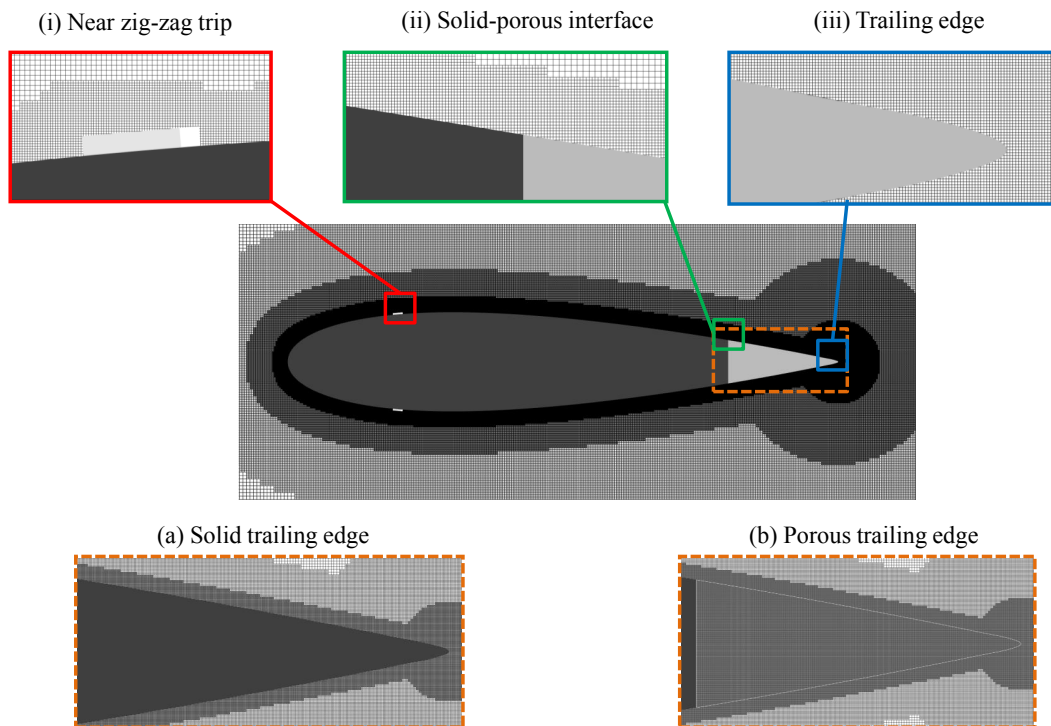 (i) Near zig-zag trip
(ii) Solid-porous interface
(iii) Trailing edge
(a) Solid trailing edge
(b) Porous trailing edge